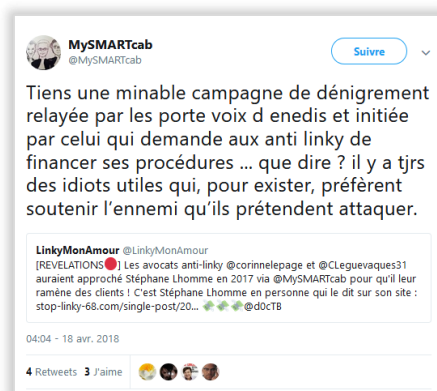 MySMARTcab
@MySMARTcab
Suivre
Tiens une minable campagne de dénigrement
relayée par les porte voix d enedis et initiée
par celui qui demande aux anti linky de
financer ses procédures ... que dire ? il y a tjrs
des idiots utiles qui, pour exister, préfèrent
soutenir l'ennemi qu'ils prétendent attaquer.
LinkyMonAmour @LinkyMonAmour
[REVELATIONS🔴] Les avocats anti-linky @corinnelepage et @CLeguevaques31
auraient approché Stéphane Lhomme en 2017 via @MySMARTcab pour qu'il leur
ramène des clients ! C'est Stéphane Lhomme en personne qui le dit sur son site :
stop-linky-68.com/single-post/20... 💸💸💸@d0cTB
04:04 - 18 avr. 2018
4 Retweets 3 J'aime